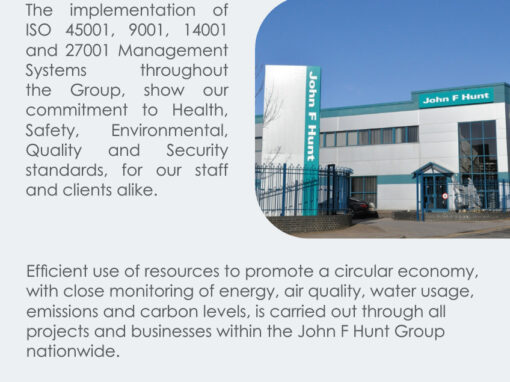 The implementation of
ISO 45001, 9001, 14001
and 27001 Management
Systems throughout
the Group, show our
commitment to Health,
Safety, Environmental,
Quality and Security
standards, for our staff
and clients alike.
John F Hunt
John F Hunt
Efficient use of resources to promote a circular economy,
with close monitoring of energy, air quality, water usage,
emissions and carbon levels, is carried out through all
projects and businesses within the John F Hunt Group
nationwide.